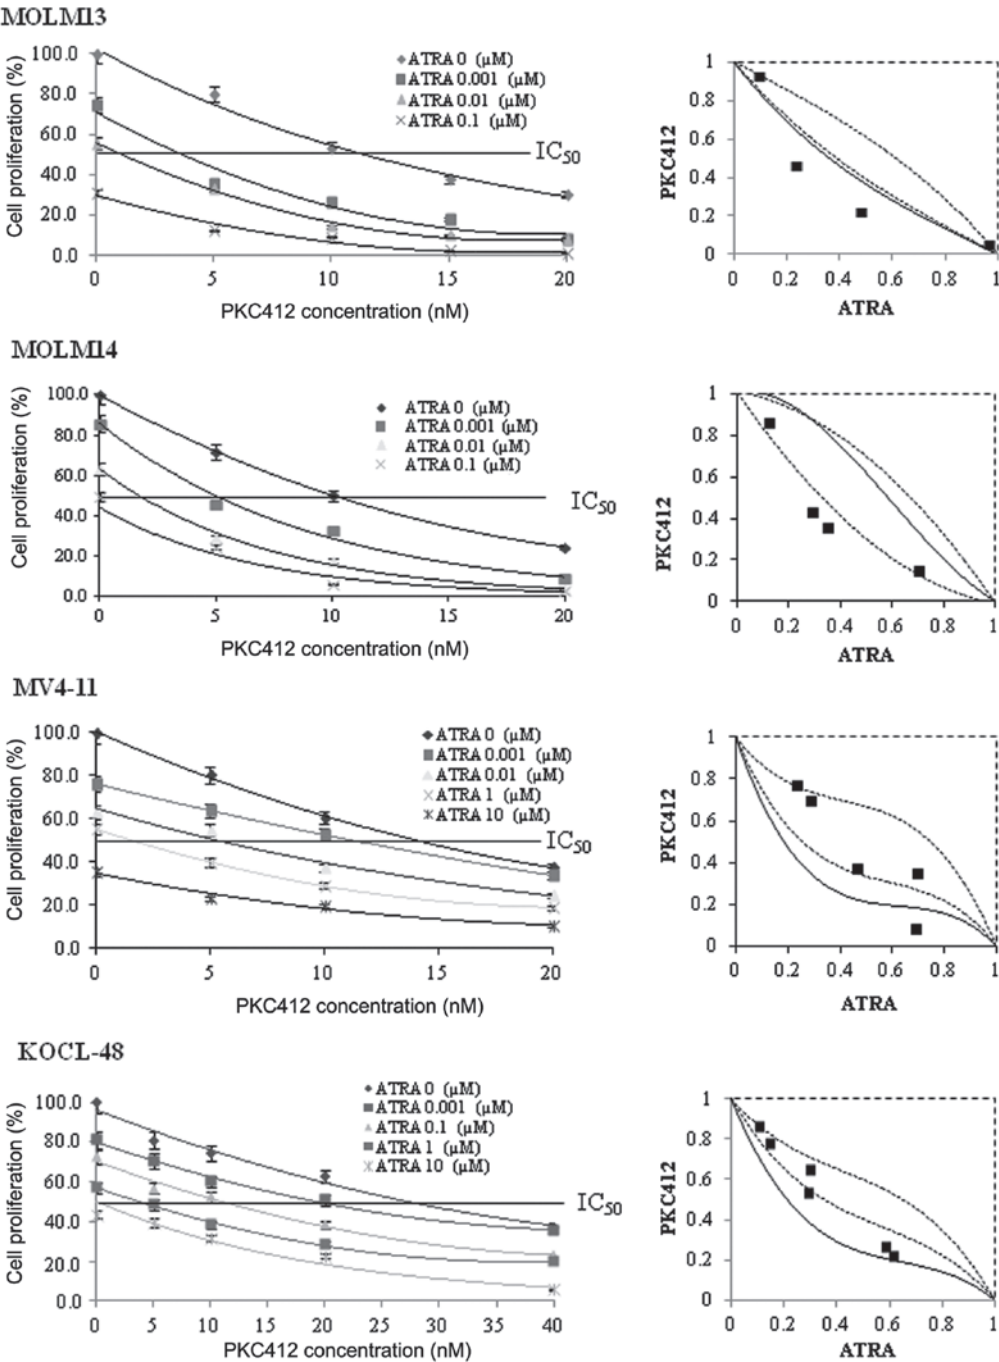 MOLM13
Cell proliferation (%)
100.0
80.0
60.0
40.0
20.0
0.0
ATRA 0 (µM)
ATRA 0.001 (µM)
ATRA 0.01 (µM)
ATRA 0.1 (µM)
IC50
0 5 10 15 20
PKC412 concentration (nM)
PKC412
1
0.8
0.6
0.4
0.2
0
0 0.2 0.4 0.6 0.8 1
ATRA
MOLM14
Cell proliferation (%)
100.0
80.0
60.0
40.0
20.0
0.0
ATRA 0 (µM)
ATRA 0.001 (µM)
ATRA 0.01 (µM)
ATRA 0.1 (µM)
IC50
0 5 10 15 20
PKC412 concentration (nM)
PKC412
1
0.8
0.6
0.4
0.2
0
0 0.2 0.4 0.6 0.8 1
ATRA
MV4-11
Cell proliferation (%)
100.0
80.0
60.0
40.0
20.0
0.0
ATRA 0 (µM)
ATRA 0.001 (µM)
ATRA 0.01 (µM)
ATRA 1 (µM)
ATRA 10 (µM)
IC50
0 5 10 15 20
PKC412 concentration (nM)
PKC412
1
0.8
0.6
0.4
0.2
0
0 0.2 0.4 0.6 0.8 1
ATRA
KOCL-48
Cell proliferation (%)
100.0
80.0
60.0
40.0
20.0
0.0
ATRA 0 (µM)
ATRA 0.001 (µM)
ATRA 0.1 (µM)
ATRA 1 (µM)
ATRA 10 (µM)
IC50
0 5 10 15 20 25 30 35 40
PKC412 concentration (nM)
PKC412
1
0.8
0.6
0.4
0.2
0
0 0.2 0.4 0.6 0.8 1
ATRA